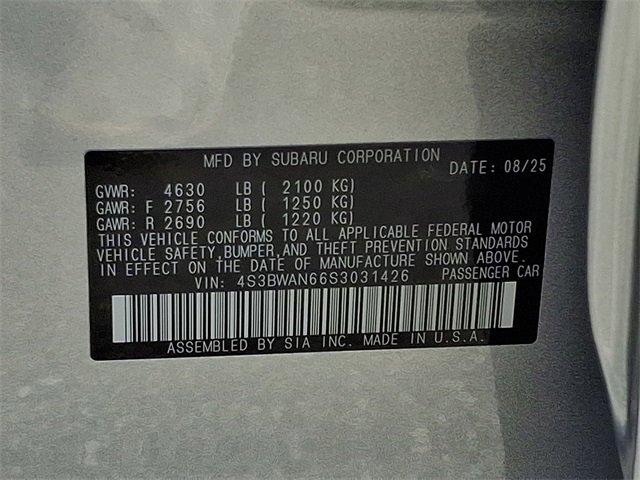 MFD BY SUBARU CORPORATION DATE: 08/25
GVWR: 4630 LB ( 2100 KG)
GAWR: F 2756 LB ( 1250 KG)
GAWR: R 2690 LB ( 1220 KG)
THIS VEHICLE CONFORMS TO ALL APPLICABLE FEDERAL MOTOR
VEHICLE SAFETY,BUMPER,AND THEFT PREVENTION STANDARDS
IN EFFECT ON THE DATE OF MANUFACTURE SHOWN ABOVE.
VIN: 4S3BWAN66S3031426 PASSENGER CAR
ASSEMBLED BY SIA INC. MADE IN U.S.A.